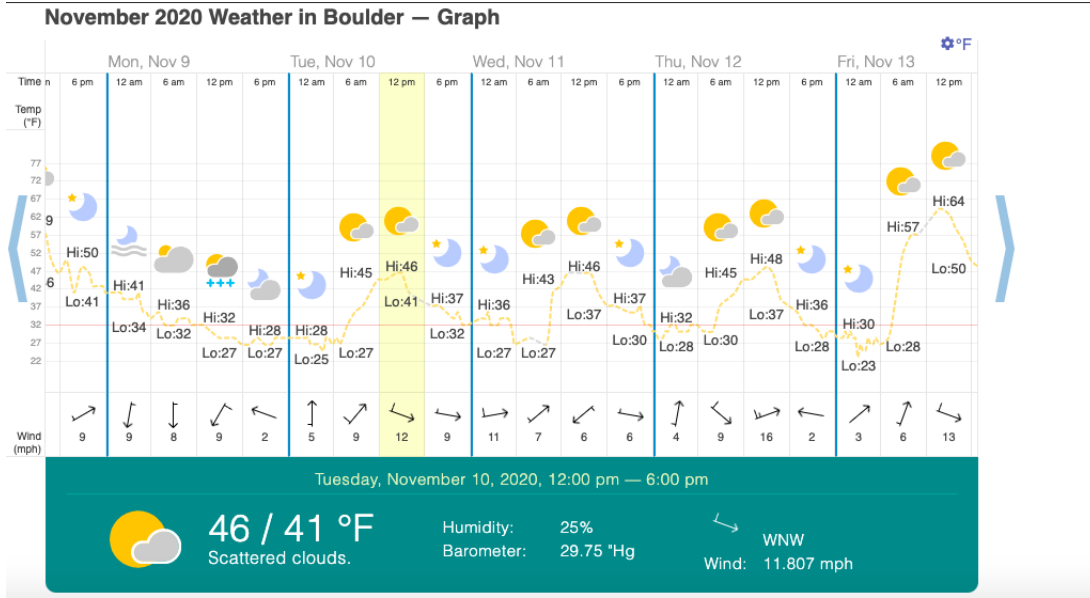 November 2020 Weather in Boulder — Graph
°F
Mon, Nov 9 Tue, Nov 10 Wed, Nov 11 Thu, Nov 12 Fri, Nov 13
Time n 6 pm 12 am 6 am 12 pm 6 pm 12 am 6 am 12 pm 6 pm 12 am 6 am 12 pm 6 pm 12 am 6 am 12 pm 6 pm 12 am 6 am 12 pm
Temp
(°F)
77
72
67
62
57
52
47
42
37
32
27
22
9 Hi:50 Hi:41 Hi:36 Hi:32 Hi:28 Hi:28 Hi:45 Hi:46 Hi:37 Hi:36 Hi:43 Hi:46 Hi:37 Hi:32 Hi:45 Hi:48 Hi:36 Hi:30 Hi:57 Hi:64
6 Lo:41 Lo:34 Lo:32 Lo:27 Lo:27 Lo:25 Lo:27 Lo:41 Lo:32 Lo:27 Lo:27 Lo:37 Lo:30 Lo:28 Lo:30 Lo:37 Lo:28 Lo:23 Lo:28 Lo:50
Wind
(mph)
9 9 8 9 2 5 9 12 9 11 7 6 6 4 9 16 2 3 6 13
Tuesday, November 10, 2020, 12:00 pm — 6:00 pm
46 / 41 °F
Scattered clouds.
Humidity: 25%
Barometer: 29.75 "Hg
WNW
Wind: 11.807 mph